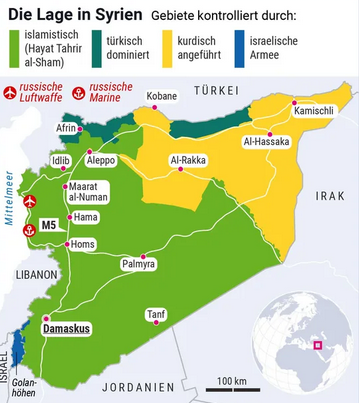 Die Lage in Syrien Gebiete kontrolliert durch:
islamistisch
(Hayat Tahrir
al-Sham)
türkisch
dominiert
kurdisch
angeführt
israelische
Armee
russische
Luftwaffe
russische
Marine
TÜRKEI
Kobane
Kamischli
Afrin
Al-Hassaka
Idlib
Aleppo
Al-Rakka
Mittelmeer
Maarat
al-Numan
IRAK
Hama
M5
Homs
Palmyra
LIBANON
Tanf
Damaskus
ISRAEL
Golan-
höhen
JORDANIEN
100 km